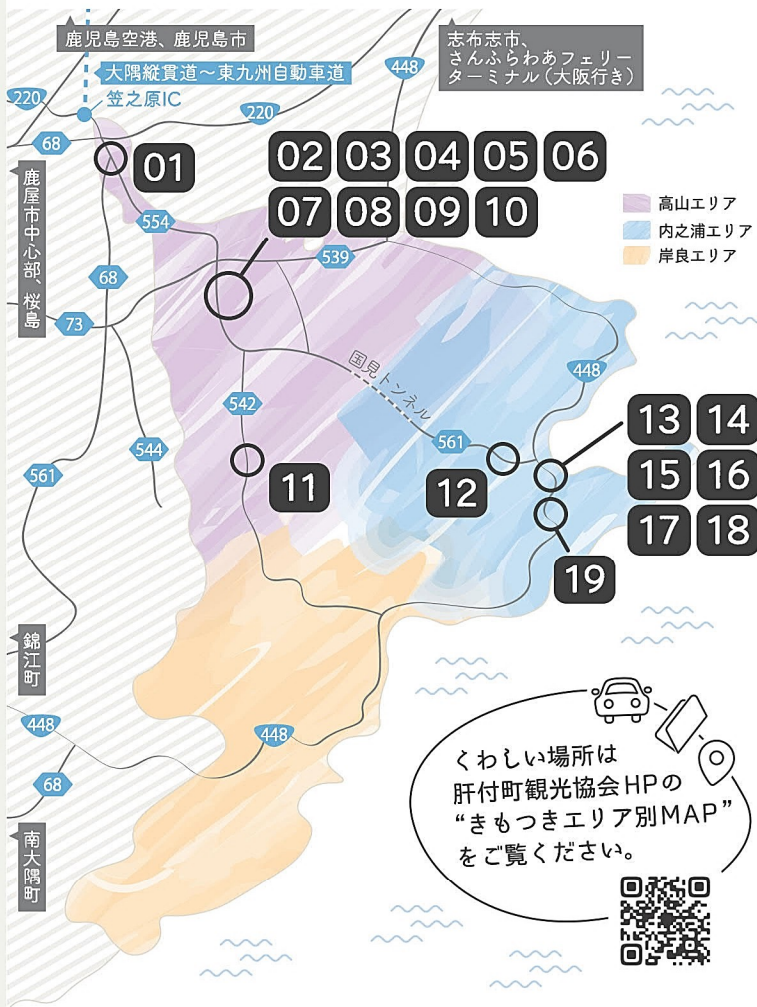 鹿児島空港、鹿児島市
志布志市、
さんふらわあフェリー
ターミナル（大阪行き）
大隅縦貫道～東九州自動車道
笠之原IC
448
220
220
68
01
02 03 04 05 06
07 08 09 10
高山エリア
内之浦エリア
岸良エリア
鹿屋市中心部、桜島
554
539
68
73
国見トンネル
448
542
561
544
561
11
12
13 14
15 16
17 18
19
錦江町
448
448
68
南大隅町
くわしい場所は
肝付町観光協会HPの
“きもつきエリア別MAP”
をご覧ください。